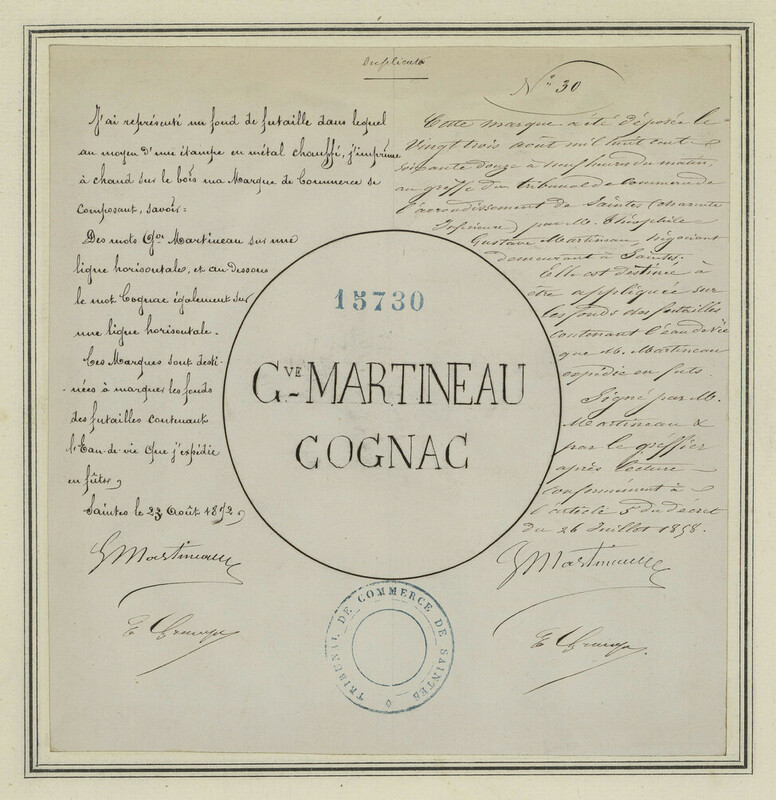 Duplicata
J'ai représenté un fond de futaille dans lequel
au moyen d'une étampe en métal chauffé, j'imprime
à chaud sur le bois ma Marque de Commerce se
composant, savoir=
Des mots Gve Martineau sur une
ligne horisontale, et au-dessous
le mot Cognac également sur
une ligne horisontale.
Ces Marques sont desti-
-nées à marquer les fonds
des futailles contenant
l'Eau-de-vie que j'expédie
en fûts,
Saintes le 23 Août 1872,
GMartineau
No 30
Cette marque a été déposée le
Vingt trois août mil huit cent
soixante douze à neuf heures du matin,
au greffe du tribunal de Commerce de
l'arrondissement de Saintes (Charente
Inférieure) par M. Théophile
Gustave Martineau, négociant
demeurant à Saintes.
Elle est destinée à
être appliquée sur
les fonds des futailles
contenant l'eau de vie
que M. Martineau
expédie en futs.
Signé par M.
Martineau &
par le greffier
après lecture
conformément à
l'article 5 du décret
du 26 Juillet 1858.
GMartineau
15730
GVE MARTINEAU
COGNAC
TRIBUNAL DE COMMERCE DE SAINTES